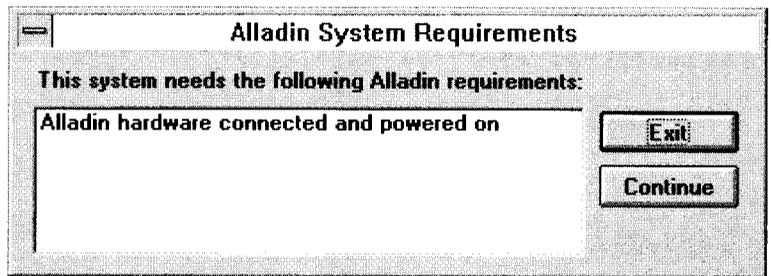 Alladin System Requirements
This system needs the following Alladin requirements:
Alladin hardware connected and powered on
Exit
Continue